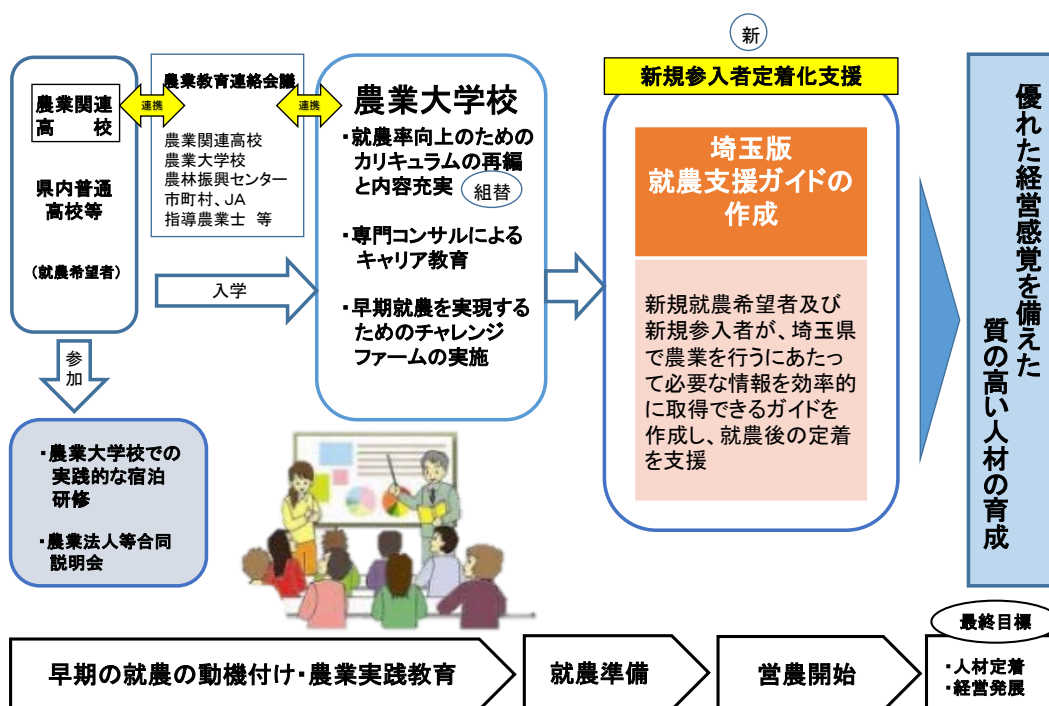 農業関連
高　　校
県内普通
高校等
(就農希望者)
連携
農業教育連絡会議
農業関連高校
農業大学校
農林振興センター
市町村、JA
指導農業士　等
連携
入学
農業大学校
・就農率向上のための
カリキュラムの再編
と内容充実
組替
・専門コンサルによる
キャリア教育
・早期就農を実現する
ためのチャレンジ
ファームの実施
参加
・農業大学校での
実践的な宿泊
研修
・農業法人等合同
説明会
新
新規参入者定着化支援
埼玉版
就農支援ガイドの
作成
新規就農希望者及び
新規参入者が、埼玉県
で農業を行うにあたっ
て必要な情報を効率的
に取得できるガイドを
作成し、就農後の定着
を支援
優れた経営感覚を備えた
質の高い人材の育成
早期の就農の動機付け・農業実践教育
就農準備
営農開始
最終目標
・人材定着
・経営発展